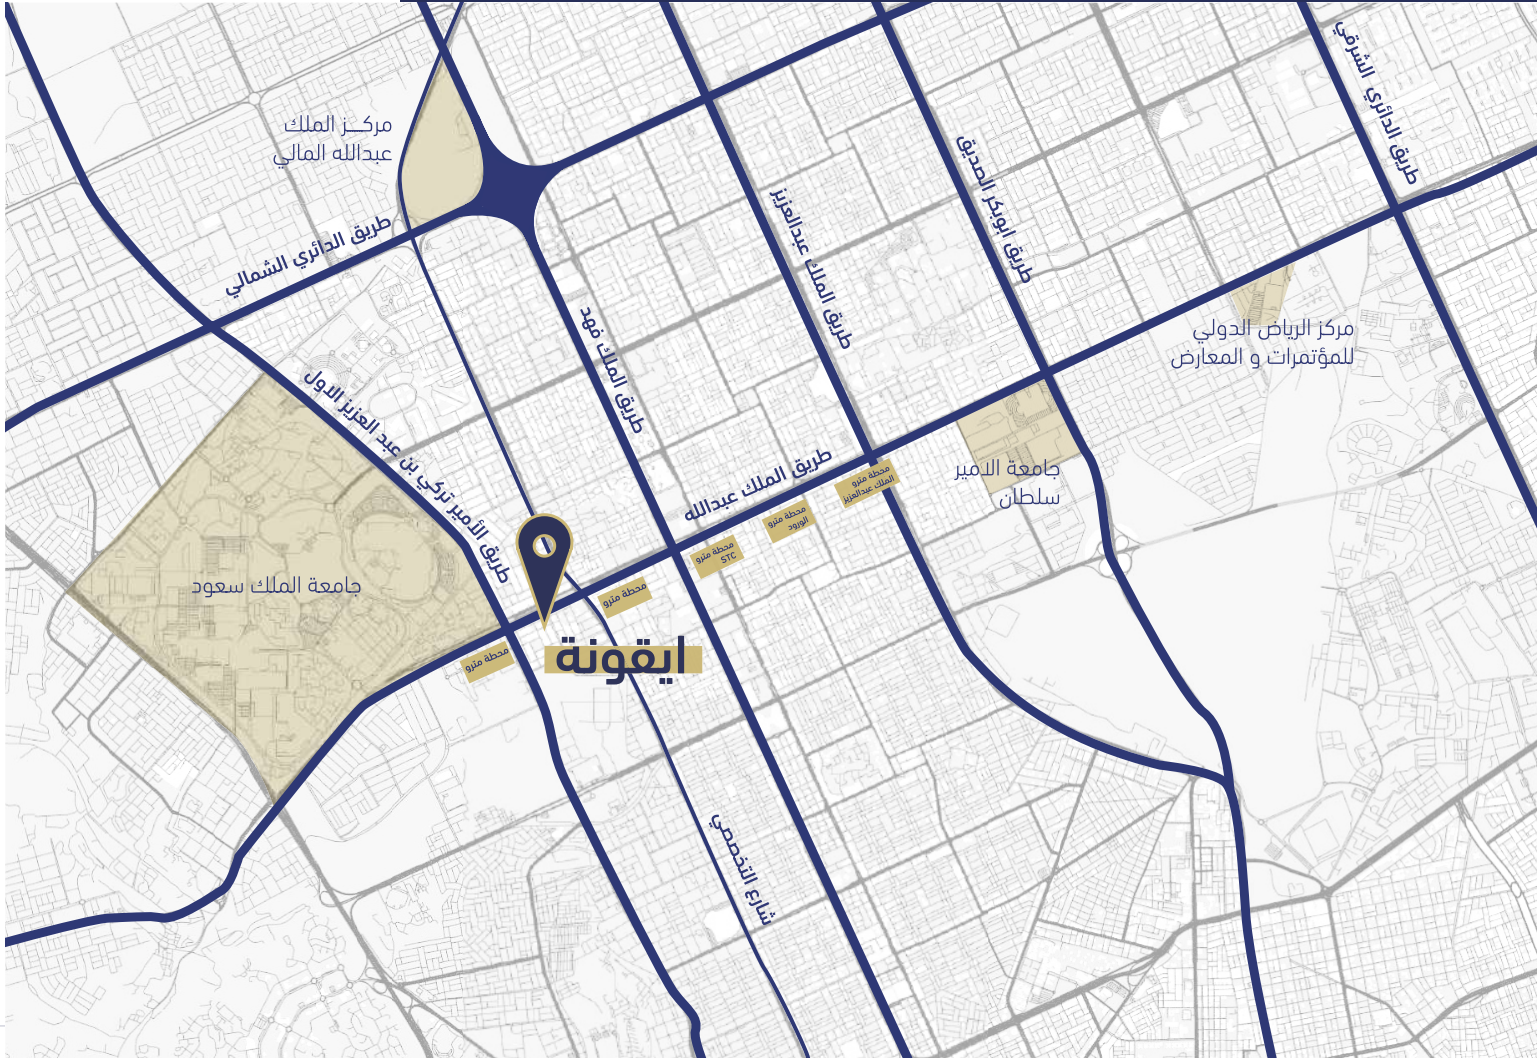 طريق الدائري الشرقي
مركـــز الملك
عبدالله المالي
طريق ابوبكر الصديق
طريق الملك عبدالعزيز
طريق الدائري الشمالي
طريق الملك فهد
مركز الرياض الدولي
للمؤتمرات و المعارض
طريق الأمير تركي بن عبد العزيز الاول
طريق الملك عبدالله
جامعة الامير
سلطان
محطة مترو
الملك عبدالعزيز
محطة مترو
الورود
محطة مترو
STC
محطة مترو
جامعة الملك سعود
ايقونة
محطة مترو
شارع التخصصي